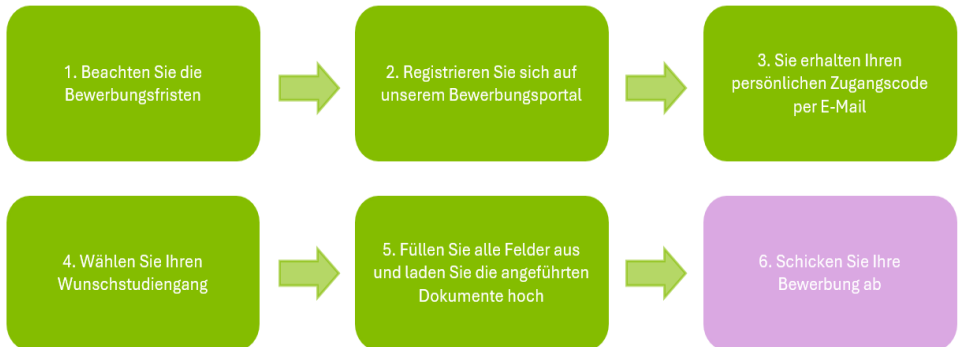 1. Beachten Sie die
Bewerbungsfristen
2. Registrieren Sie sich auf
unserem Bewerbungsportal
3. Sie erhalten Ihren
persönlichen Zugangscode
per E-Mail
4. Wählen Sie Ihren
Wunschstudiengang
5. Füllen Sie alle Felder aus
und laden Sie die angeführten
Dokumente hoch
6. Schicken Sie Ihre
Bewerbung ab